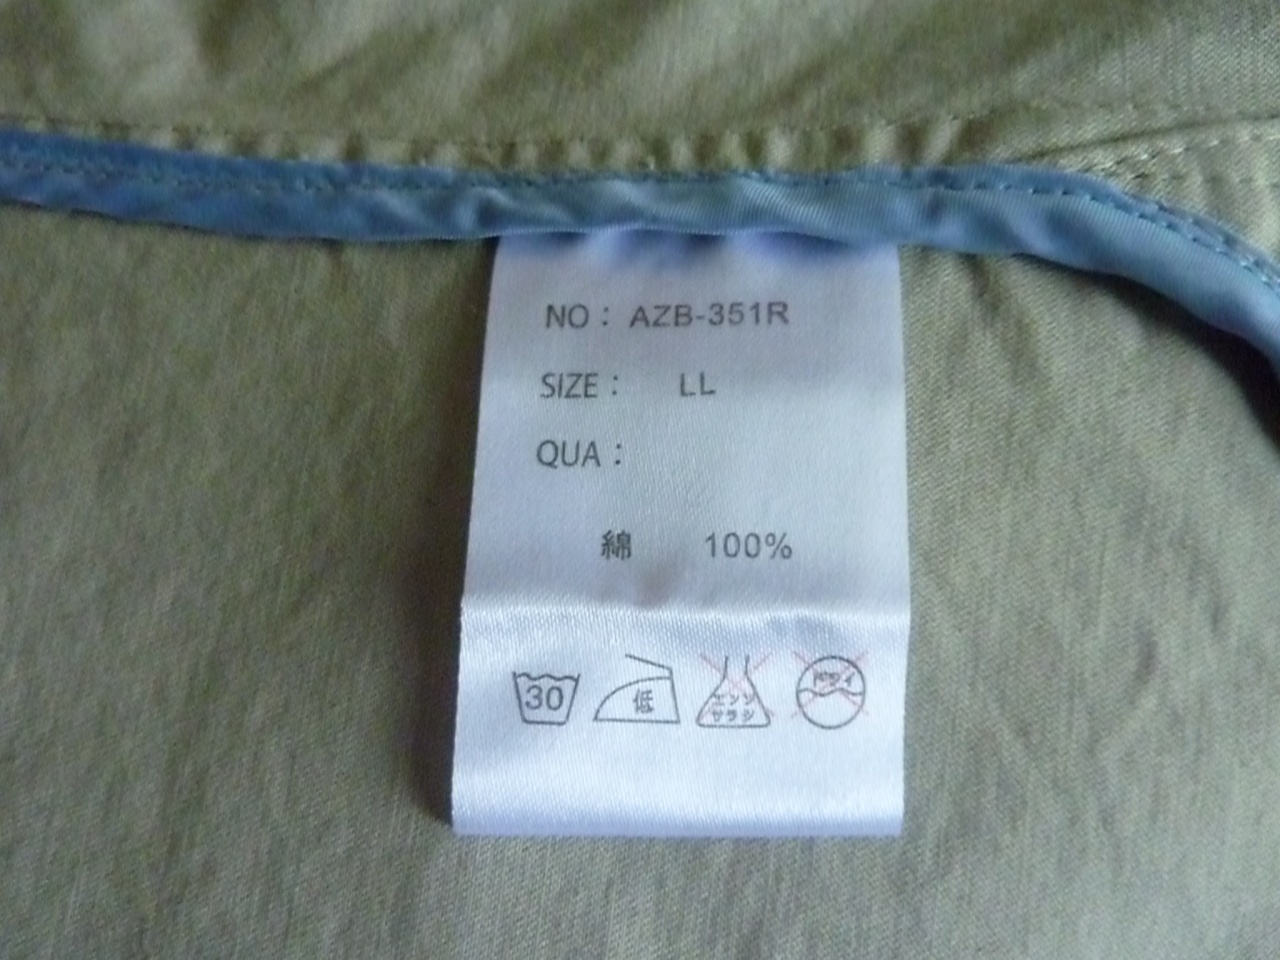 NO： AZB-351R
SIZE： LL
QUA：
綿 100%
30 低 エンソ サラシ ドライ